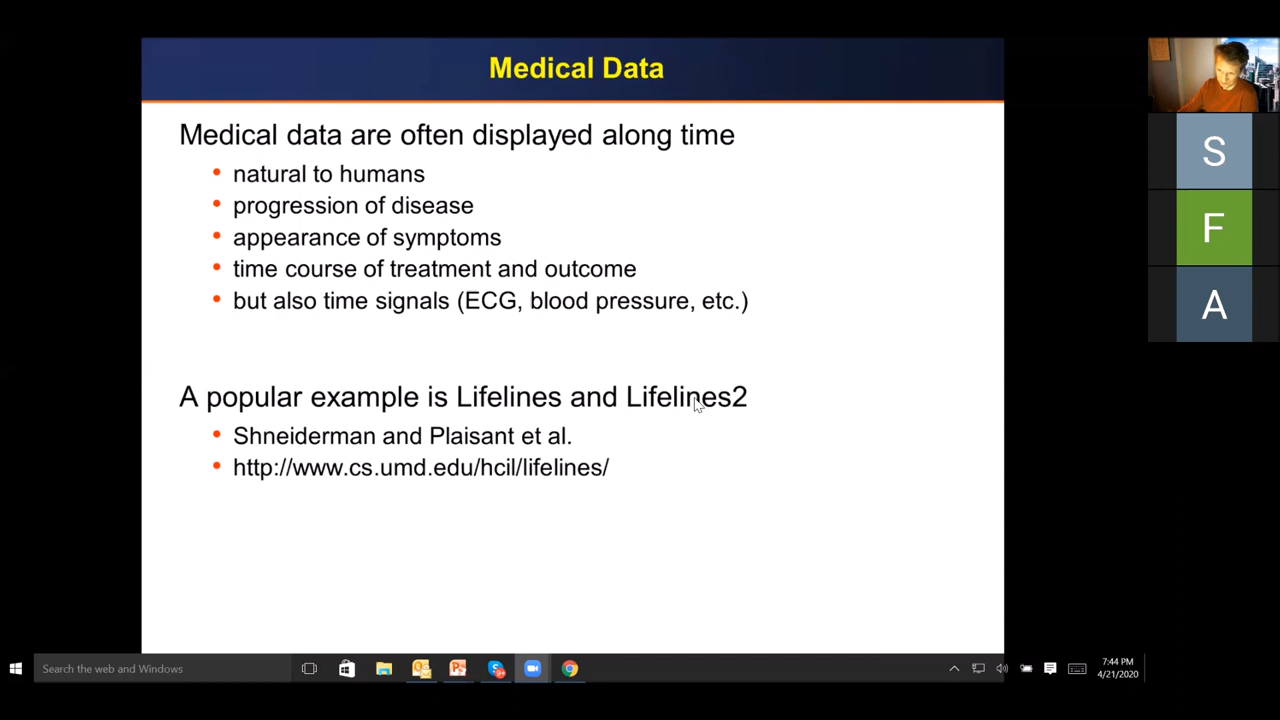 Medical Data
Medical data are often displayed along time
• natural to humans
• progression of disease
• appearance of symptoms
• time course of treatment and outcome
• but also time signals (ECG, blood pressure, etc.)
A popular example is Lifelines and Lifelines2
• Shneiderman and Plaisant et al.
• http://www.cs.umd.edu/hcil/lifelines/
S
F
A
Search the web and Windows
7:44 PM
4/21/2020